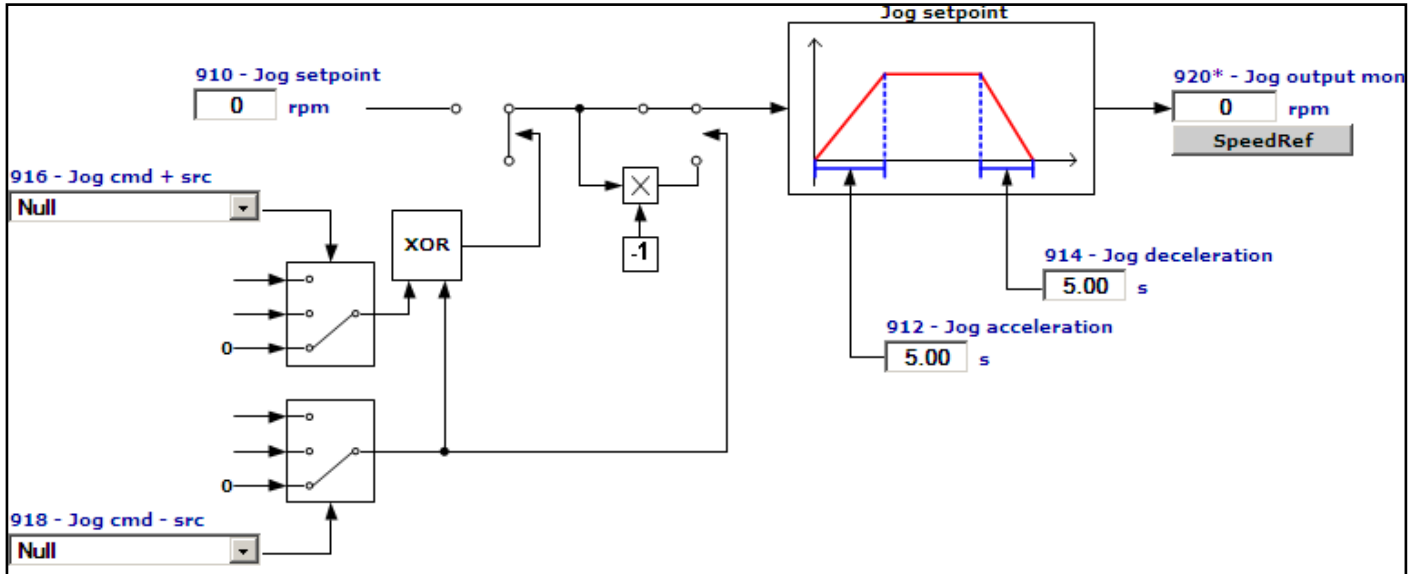 Jog setpoint
910 - Jog setpoint
0 rpm
920* - Jog output mon
0 rpm
SpeedRef
916 - Jog cmd + src
Null
XOR
-1
0
914 - Jog deceleration
5.00 s
912 - Jog acceleration
5.00 s
0
918 - Jog cmd - src
Null